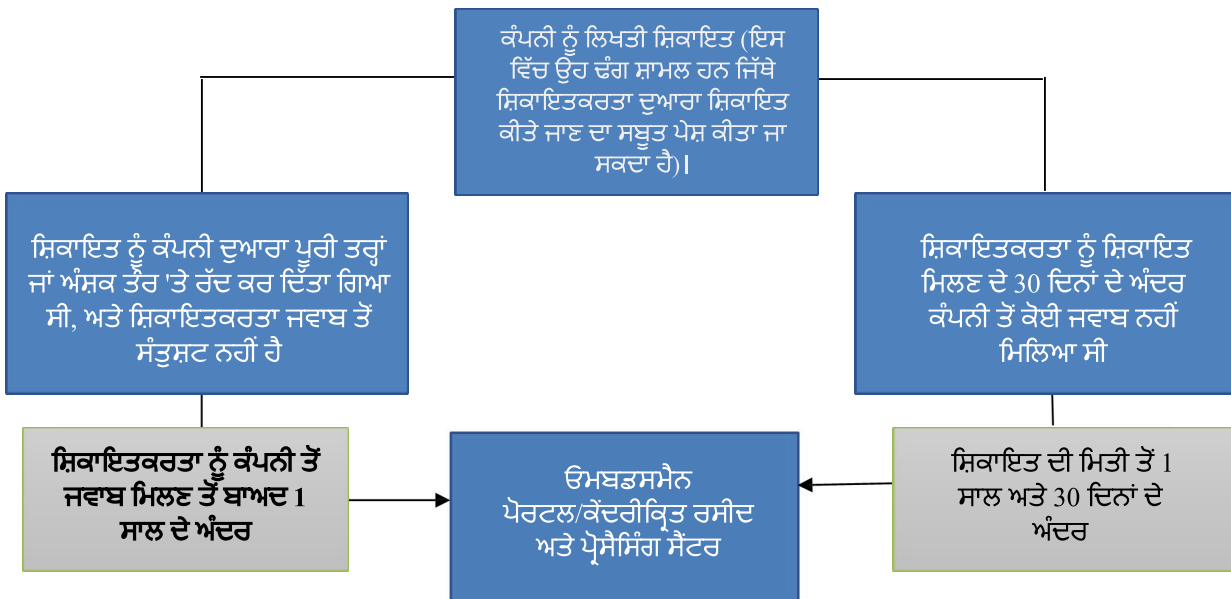 ਕੰਪਨੀ ਨੂੰ ਲਿਖਤੀ ਸ਼ਿਕਾਇਤ (ਇਸ
ਵਿੱਚ ਉਹ ਢੰਗ ਸ਼ਾਮਲ ਹਨ ਜਿੱਥੇ
ਸ਼ਿਕਾਇਤਕਰਤਾ ਦੁਆਰਾ ਸ਼ਿਕਾਇਤ
ਕੀਤੇ ਜਾਣ ਦਾ ਸਬੂਤ ਪੇਸ਼ ਕੀਤਾ ਜਾ
ਸਕਦਾ ਹੈ)।
ਸ਼ਿਕਾਇਤ ਨੂੰ ਕੰਪਨੀ ਦੁਆਰਾ ਪੂਰੀ ਤਰ੍ਹਾਂ
ਜਾਂ ਅੰਸ਼ਕ ਤੌਰ 'ਤੇ ਰੱਦ ਕਰ ਦਿੱਤਾ ਗਿਆ
ਸੀ, ਅਤੇ ਸ਼ਿਕਾਇਤਕਰਤਾ ਜਵਾਬ ਤੋਂ
ਸੰਤੁਸ਼ਟ ਨਹੀਂ ਹੈ
ਸ਼ਿਕਾਇਤਕਰਤਾ ਨੂੰ ਸ਼ਿਕਾਇਤ
ਮਿਲਣ ਦੇ 30 ਦਿਨਾਂ ਦੇ ਅੰਦਰ
ਕੰਪਨੀ ਤੋਂ ਕੋਈ ਜਵਾਬ ਨਹੀਂ
ਮਿਲਿਆ ਸੀ
ਸ਼ਿਕਾਇਤਕਰਤਾ ਨੂੰ ਕੰਪਨੀ ਤੋਂ
ਜਵਾਬ ਮਿਲਣ ਤੋਂ ਬਾਅਦ 1
ਸਾਲ ਦੇ ਅੰਦਰ
ਓਮਬਡਸਮੈਨ
ਪੋਰਟਲ/ਕੇਂਦਰੀਕ੍ਰਿਤ ਰਸੀਦ
ਅਤੇ ਪ੍ਰੋਸੈਸਿੰਗ ਸੈਂਟਰ
ਸ਼ਿਕਾਇਤ ਦੀ ਮਿਤੀ ਤੋਂ 1
ਸਾਲ ਅਤੇ 30 ਦਿਨਾਂ ਦੇ
ਅੰਦਰ